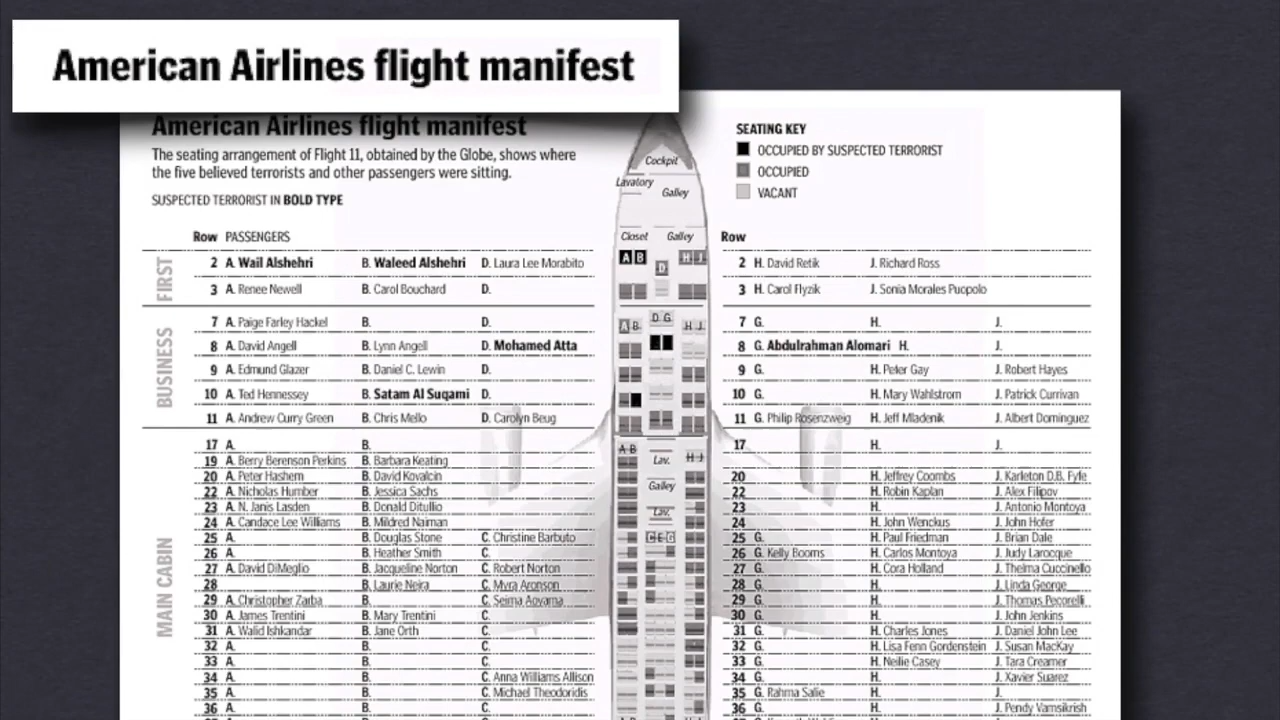 American Airlines flight manifest
American Airlines flight manifest
The seating arrangement of Flight 11, obtained by the Globe, shows where
the five believed terrorists and other passengers were sitting.
SUSPECTED TERRORIST IN BOLD TYPE
SEATING KEY
OCCUPIED BY SUSPECTED TERRORIST
OCCUPIED
VACANT
Cockpit
Lavatory
Galley
Closet Galley
Row PASSENGERS
Row
FIRST
2 A. Wail Alshehri B. Waleed Alshehri D. Laura Lee Morabito
3 A. Renee Newell B. Carol Bouchard D.
BUSINESS
7 A. Paige Farley Hackel B. D.
8 A. David Angell B. Lynn Angell D. Mohamed Atta
9 A. Edmund Glazer B. Daniel C. Lewin D.
10 A. Ted Hennessey B. Satam Al Suqami D.
11 A. Andrew Curry Green B. Chris Mello D. Carolyn Beug
MAIN CABIN
17 A. B.
19 A. Berry Berenson Perkins B. Barbara Keating
20 A. Peter Hashem B. David Kovalcin
22 A. Nicholas Humber B. Jessica Sachs
23 A. N. Janis Lasden B. Donald Ditullio
24 A. Candace Lee Williams B. Mildred Naiman
25 A. B. Douglas Stone C. Christine Barbuto
26 A. B. Heather Smith C.
27 A. David DiMeglio B. Jacqueline Norton C. Robert Norton
28 B. Laurie Neira C. Myra Aronson
29 A. Christopher Zarba B. C. Seima Aoyama
30 A. James Trentini B. Mary Trentini C.
31 A. Walid Ishkandar B. Jane Orth C.
32 A. B. C.
33 A. B. C.
34 A. B. C. Anna Williams Allison
35 A. B. C. Michael Theodoridis
36 A. B. C.
A B
D
H J
D G
A B
H J
A B
H J
Lav.
Galley
Lav.
C E G
2 H. David Retik J. Richard Ross
3 H. Carol Flyzik J. Sonia Morales Puopolo
7 G. H. J.
8 G. Abdulrahman Alomari H. J.
9 G. H. Peter Gay J. Robert Hayes
10 G. H. Mary Wahlstrom J. Patrick Currivan
11 G. Philip Rosenzweig H. Jeff Mladenik J. Albert Dominguez
17 H. J.
20 H. Jeffrey Coombs J. Karleton D.B. Fyfe
22 H. Robin Kaplan J. Alex Filipov
23 H. J. Antonio Montoya
24 H. John Wenckus J. John Hofer
25 G. H. Paul Friedman J. Brian Dale
26 G. Kelly Booms H. Carlos Montoya J. Judy Larocque
27 G. H. Cora Holland J. Thelma Cuccinello
28 G. H. J. Linda George
29 G. H. J. Thomas Pecorelli
30 G. H. J. John Jenkins
31 G. H. Charles Jones J. Daniel John Lee
32 G. H. Lisa Fenn Gordenstein J. Susan MacKay
33 G. H. Neilie Casey J. Tara Creamer
34 G. H. J. Xavier Suarez
35 G. Rahma Salie H. J.
36 G. H. J. Pendy Vamsikrish